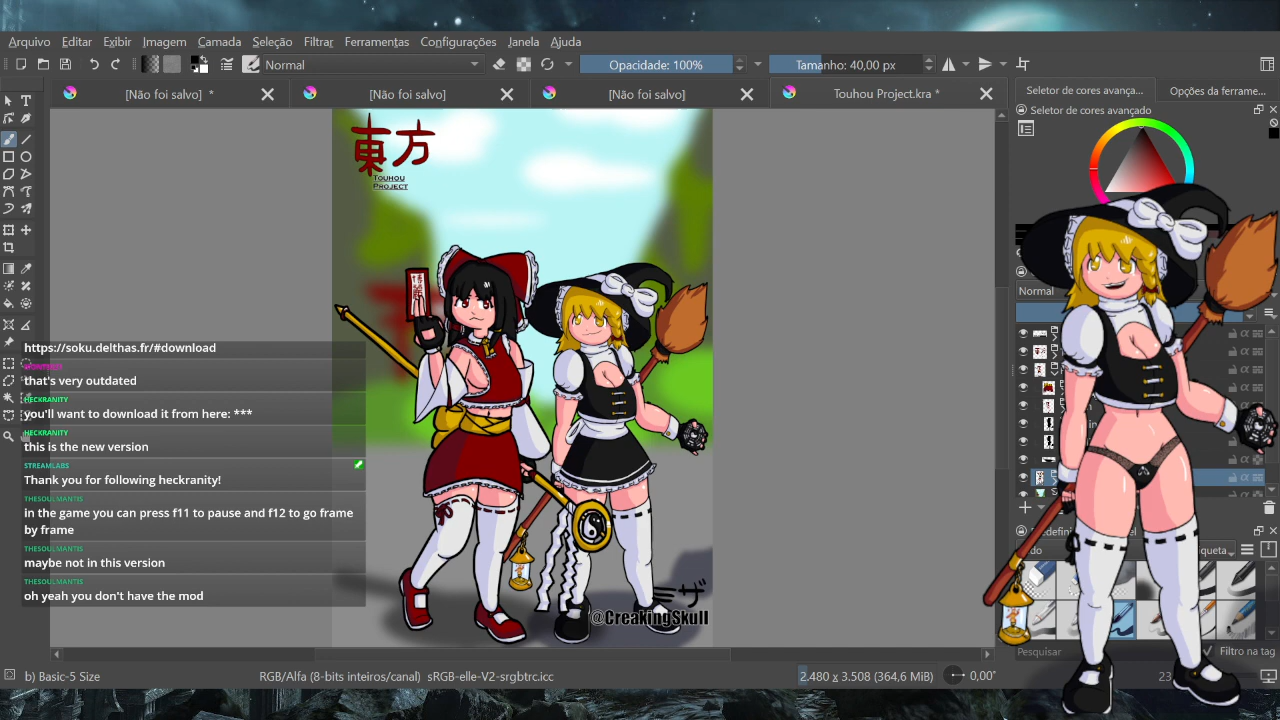 Arquivo Editar Exibir Imagem Camada Seleção Filtrar Ferramentas Configurações Janela Ajuda
Normal
Opacidade: 100%
Tamanho: 40,00 px
[Não foi salvo] *
[Não foi salvo]
[Não foi salvo]
Touhou Project.kra *
Seletor de cores avança...
Opções da ferrame...
Seletor de cores avançado
東方
Touhou
Project
Normal
https://soku.delthas.fr/#download
that's very outdated
HECKRANITY
you'll want to download it from here: ***
HECKRANITY
this is the new version
STREAMLABS
Thank you for following heckranity!
THESOULMANTIS
in the game you can press f11 to pause and f12 to go frame
by frame
THESOULMANTIS
maybe not in this version
THESOULMANTIS
oh yeah you don't have the mod
ミザ
@CreakingSkull
Pesquisar
Filtro na tag
b) Basic-5 Size
RGB/Alfa (8-bits inteiros/canal) sRGB-elle-V2-srgbtrc.icc
2.480 x 3.508 (364,6 MiB)
0,00°
23